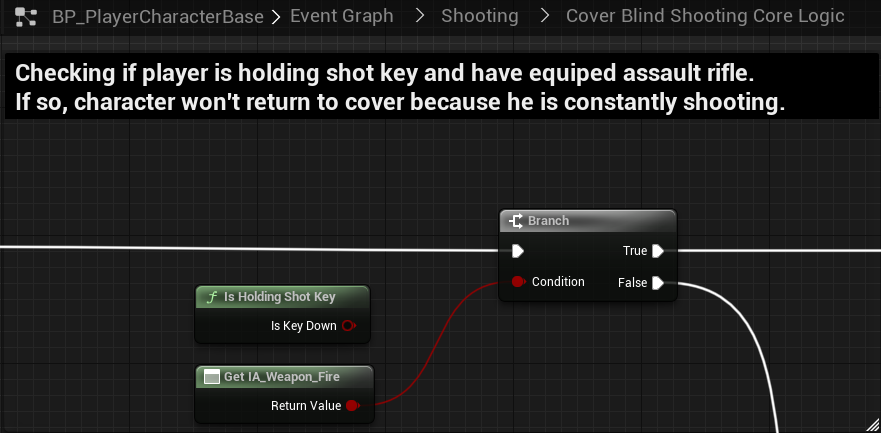 BP_PlayerCharacterBase > Event Graph > Shooting > Cover Blind Shooting Core Logic
Checking if player is holding shot key and have equiped assault rifle.
If so, character won't return to cover because he is constantly shooting.
Branch
True
Condition
False
f Is Holding Shot Key
Is Key Down
Get IA_Weapon_Fire
Return Value